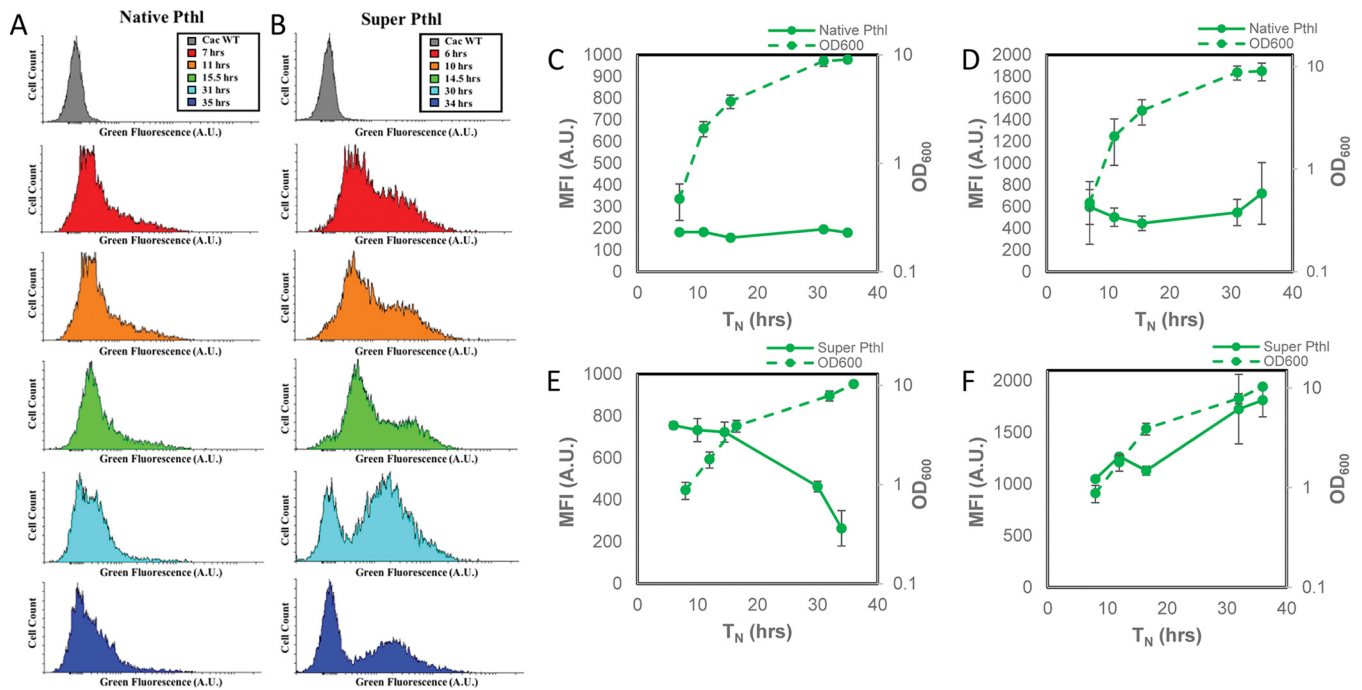 A
Native Pthl
Cac WT
7 hrs
11 hrs
15.5 hrs
31 hrs
35 hrs
Cell Count
Green Fluorescence (A.U.)
Cell Count
Green Fluorescence (A.U.)
Cell Count
Green Fluorescence (A.U.)
Cell Count
Green Fluorescence (A.U.)
Cell Count
Green Fluorescence (A.U.)
Cell Count
Green Fluorescence (A.U.)
B
Super Pthl
Cac WT
6 hrs
10 hrs
14.5 hrs
30 hrs
34 hrs
Cell Count
Green Fluorescence (A.U.)
Cell Count
Green Fluorescence (A.U.)
Cell Count
Green Fluorescence (A.U.)
Cell Count
Green Fluorescence (A.U.)
Cell Count
Green Fluorescence (A.U.)
Cell Count
Green Fluorescence (A.U.)
C
Native Pthl
OD600
1000
900
800
700
600
500
400
300
200
100
0
MFI (A.U.)
10
1
0.1
OD600
0 10 20 30 40
TN (hrs)
D
Native Pthl
OD600
2000
1800
1600
1400
1200
1000
800
600
400
200
0
MFI (A.U.)
10
1
0.1
OD600
0 10 20 30 40
TN (hrs)
E
Super Pthl
OD600
1000
800
600
400
200
0
MFI (A.U.)
10
1
0.1
OD600
0 10 20 30 40
TN (hrs)
F
Super Pthl
OD600
2000
1500
1000
500
0
MFI (A.U.)
10
1
0.1
OD600
0 10 20 30 40
TN (hrs)